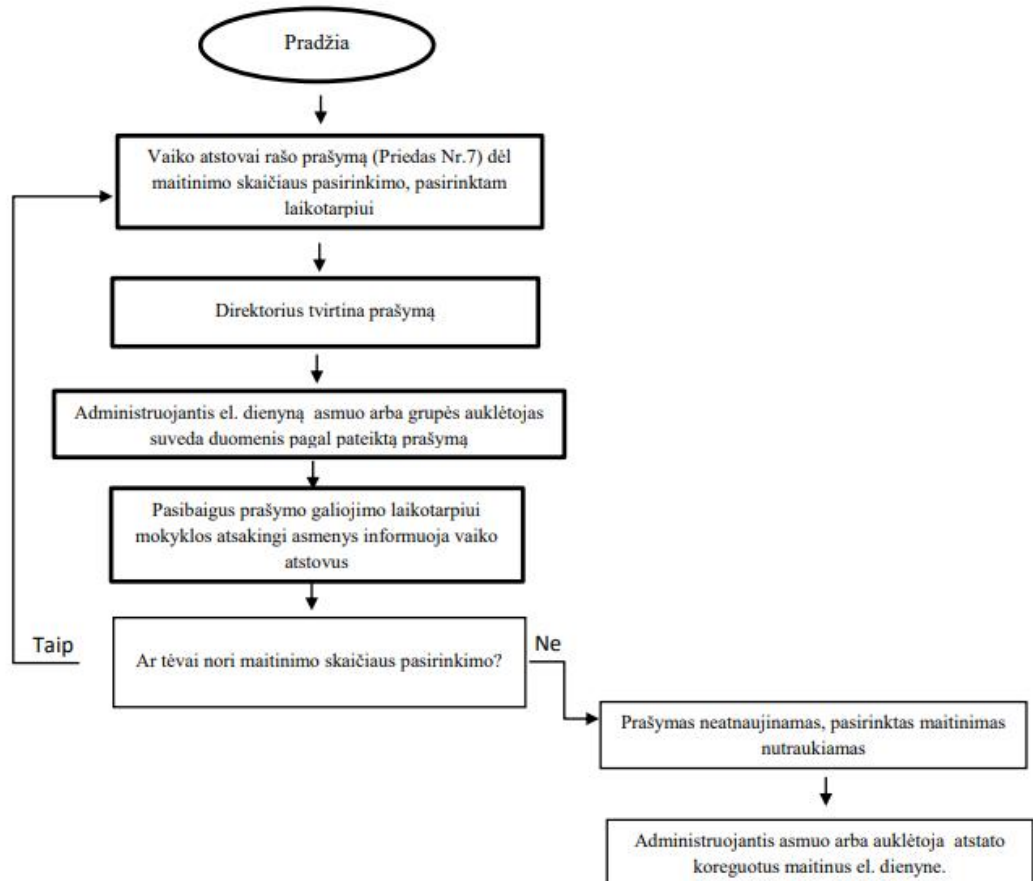 Pradžia
Vaiko atstovai rašo prašymą (Priedas Nr.7) dėl
maitinimo skaičiaus pasirinkimo, pasirinktam
laikotarpiui
Direktorius tvirtina prašymą
Administruojantis el. dienyną asmuo arba grupės auklėtojas
suveda duomenis pagal pateiktą prašymą
Pasibaigus prašymo galiojimo laikotarpiui
mokyklos atsakingi asmenys informuoja vaiko
atstovus
Taip
Ar tėvai nori maitinimo skaičiaus pasirinkimo?
Ne
Prašymas neatnaujinamas, pasirinktas maitinimas
nutraukiamas
Administruojantis asmuo arba auklėtoja atstato
koreguotus maitinus el. dienyne.